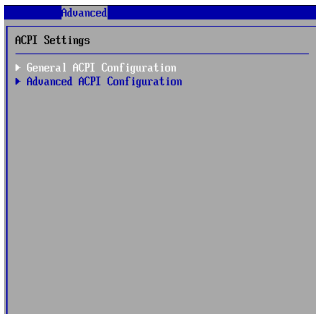 Advanced
ACPI Settings
General ACPI Configuration
Advanced ACPI Configuration